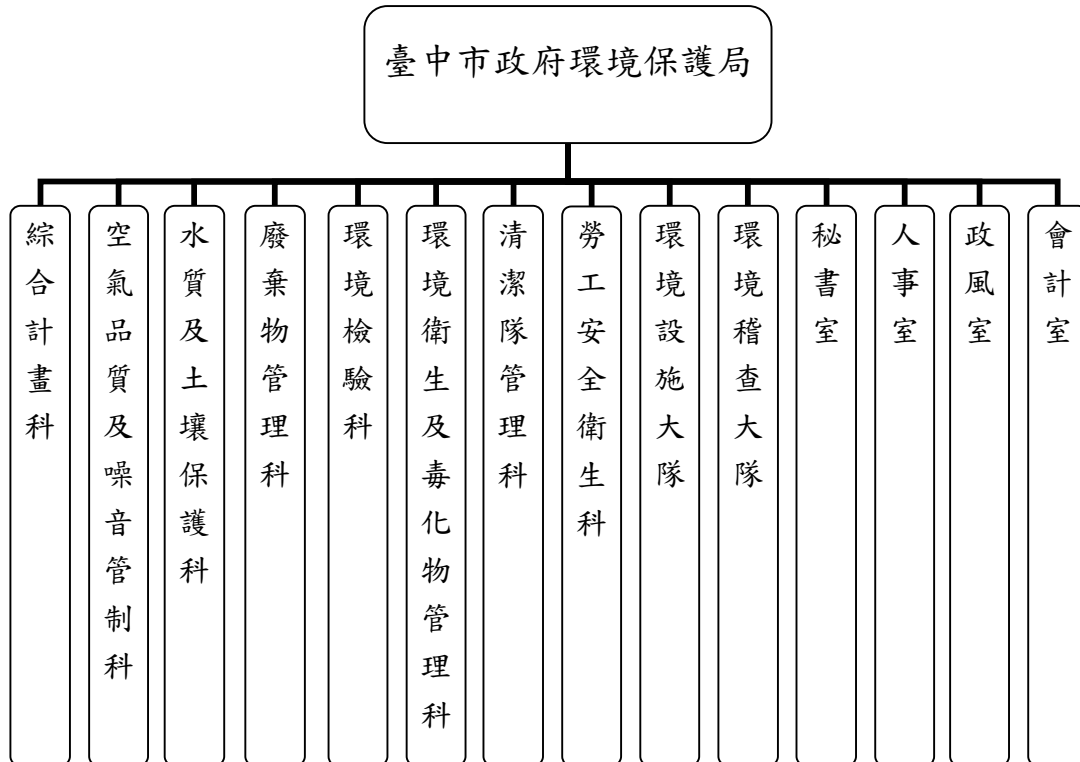 臺中市政府環境保護局
綜合計畫科
空氣品質及噪音管制科
水質及土壤保護科
廢棄物管理科
環境檢驗科
環境衛生及毒化物管理科
清潔隊管理科
勞工安全衛生科
環境設施大隊
環境稽查大隊
秘書室
人事室
政風室
會計室